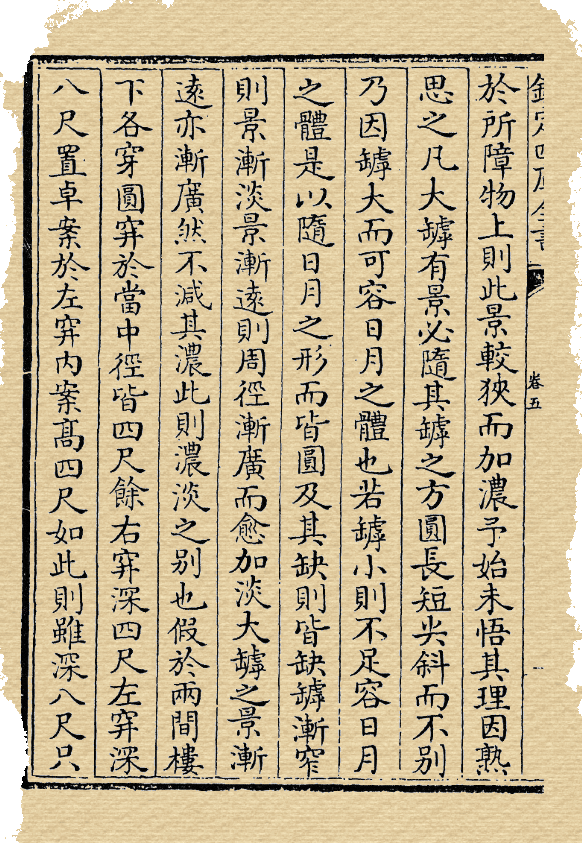 欽定四庫全書
卷五
於所障物上則此景較狹而加濃予始未悟其理因熟
思之凡大罅有景必隨其罅之方圓長短尖斜而不别
乃因罅大而可容日月之體也若罅小則不足容日月
之體是以隨日月之形而皆圓及其缺則皆缺罅漸窄
則景漸淡景漸遠則周徑漸廣而愈加淡大罅之景漸
遠亦漸廣然不減其濃此則濃淡之别也假於兩間樓
下各穿圓穽於當中徑皆四尺餘右穽深四尺左穽深
八尺置卓案於左穽内案高四尺如此則雖深八尺只